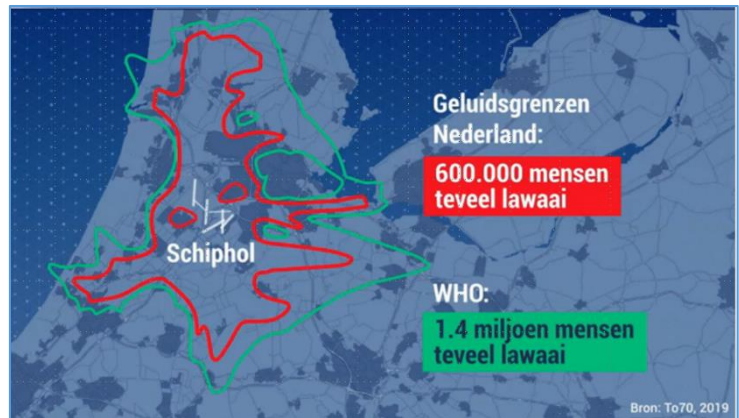 Geluidsgrenzen
Nederland:
600.000 mensen
teveel lawaai
Schiphol
WHO:
1.4 miljoen mensen
teveel lawaai
Bron: To70, 2019